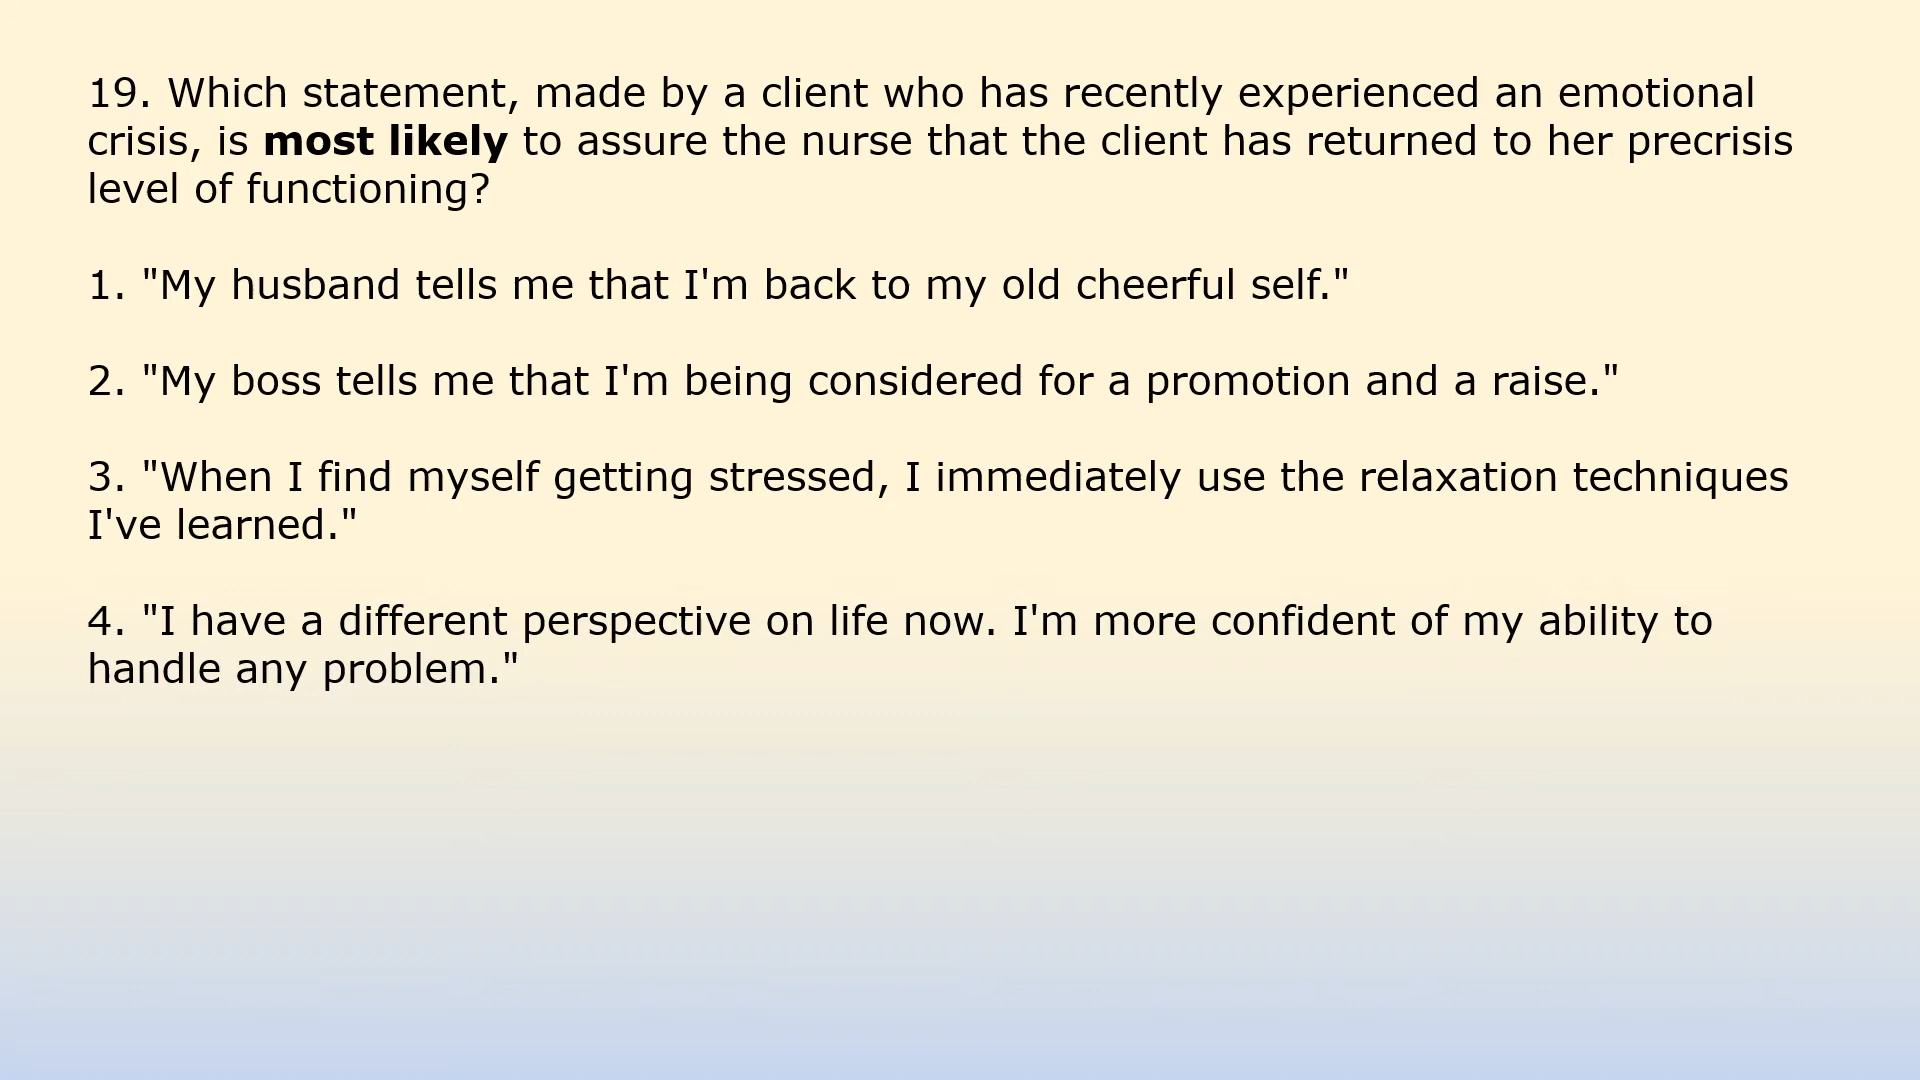 19. Which statement, made by a client who has recently experienced an emotional
crisis, is most likely to assure the nurse that the client has returned to her precrisis
level of functioning?
1. "My husband tells me that I'm back to my old cheerful self."
2. "My boss tells me that I'm being considered for a promotion and a raise."
3. "When I find myself getting stressed, I immediately use the relaxation techniques
I've learned."
4. "I have a different perspective on life now. I'm more confident of my ability to
handle any problem."